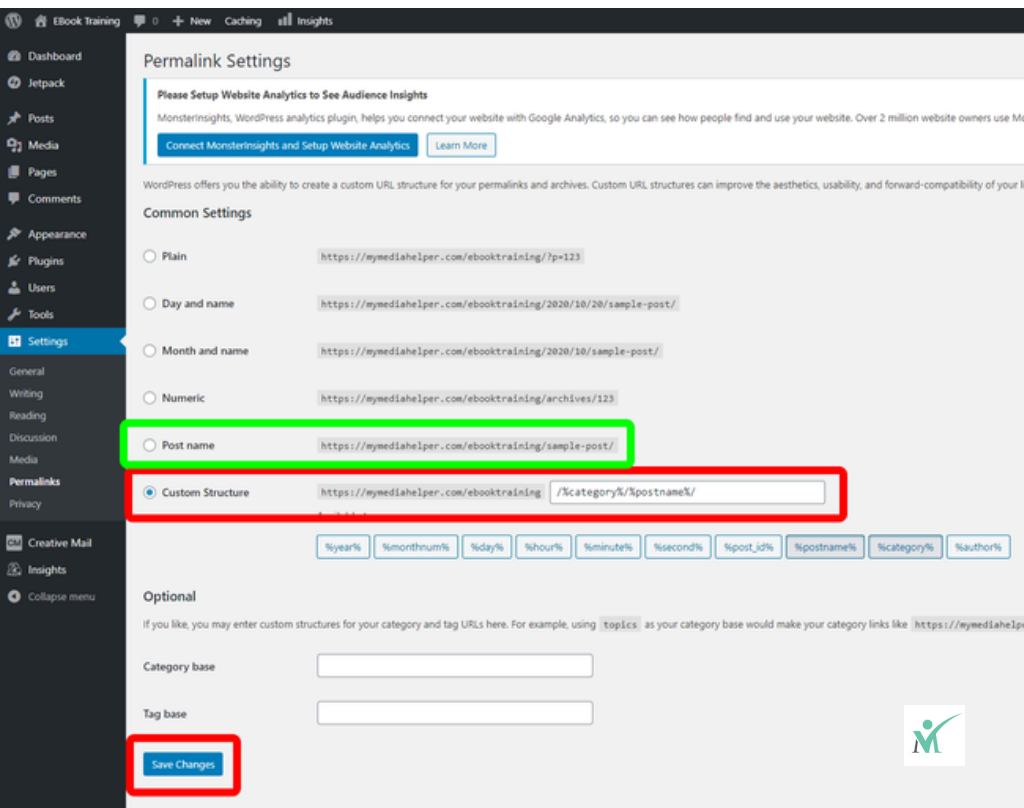 EBook Training 0 New Caching Insights
Dashboard
Jetpack
Posts
Media
Pages
Comments
Appearance
Plugins
Users
Tools
Settings
General
Writing
Reading
Discussion
Media
Permalinks
Privacy
Creative Mail
Insights
Collapse menu
Permalink Settings
Please Setup Website Analytics to See Audience Insights
MonsterInsights, WordPress analytics plugin, helps you connect your website with Google Analytics, so you can see how people find and use your website. Over 2 million website owners use
Connect MonsterInsights and Setup Website Analytics Learn More
WordPress offers you the ability to create a custom URL structure for your permalinks and archives. Custom URL structures can improve the aesthetics, usability, and forward-compatibility of your
Common Settings
Plain https://mymediahelper.com/ebooktraining/?p=123
Day and name https://mymediahelper.com/ebooktraining/2020/10/20/sample-post/
Month and name https://mymediahelper.com/ebooktraining/2020/10/sample-post/
Numeric https://mymediahelper.com/ebooktraining/archives/123
Post name https://mymediahelper.com/ebooktraining/sample-post/
Custom Structure https://mymediahelper.com/ebooktraining /%category%/%postname%/
%year% %monthnum% %day% %hour% %minute% %second% %post_id% %postname% %category% %author%
Optional
If you like, you may enter custom structures for your category and tag URLs here. For example, using topics as your category base would make your category links like https://mymediahelpe
Category base
Tag base
Save Changes